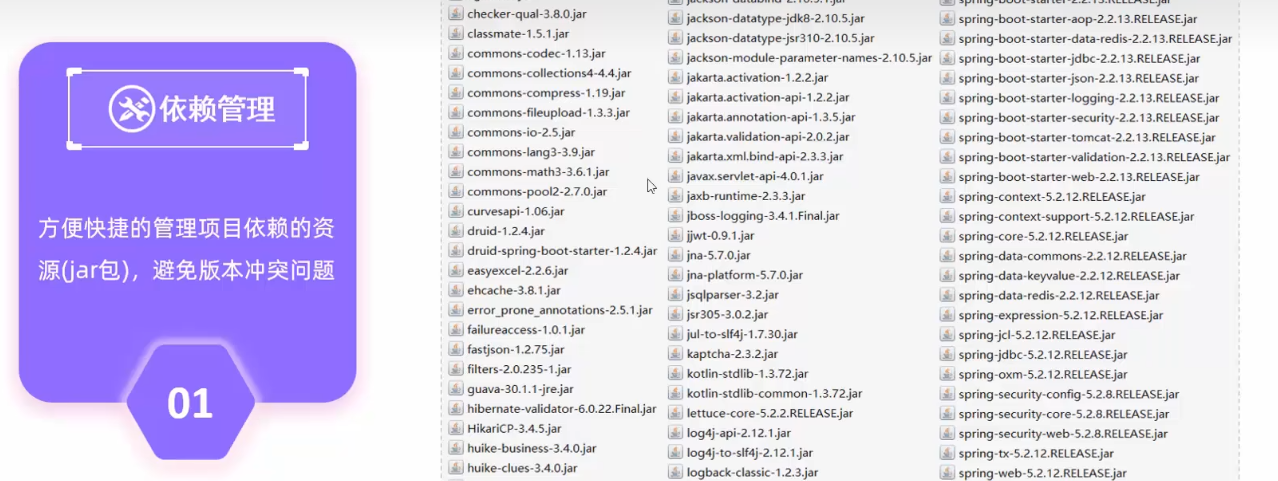 依赖管理
方便快捷的管理项目依赖的资
源(jar包)，避免版本冲突问题
01
checker-qual-3.8.0.jar
classmate-1.5.1.jar
commons-codec-1.13.jar
commons-collections4-4.4.jar
commons-compress-1.19.jar
commons-fileupload-1.3.3.jar
commons-io-2.5.jar
commons-lang3-3.9.jar
commons-math3-3.6.1.jar
commons-pool2-2.7.0.jar
curvesapi-1.06.jar
druid-1.2.4.jar
druid-spring-boot-starter-1.2.4.jar
easyexcel-2.2.6.jar
ehcache-3.8.1.jar
error_prone_annotations-2.5.1.jar
failureaccess-1.0.1.jar
fastjson-1.2.75.jar
filters-2.0.235-1.jar
guava-30.1.1-jre.jar
hibernate-validator-6.0.22.Final.jar
HikariCP-3.4.5.jar
huike-business-3.4.0.jar
huike-clues-3.4.0.jar
jackson-databind-2.10.5.1.jar
jackson-datatype-jdk8-2.10.5.jar
jackson-datatype-jsr310-2.10.5.jar
jackson-module-parameter-names-2.10.5.jar
jakarta.activation-1.2.2.jar
jakarta.activation-api-1.2.2.jar
jakarta.annotation-api-1.3.5.jar
jakarta.validation-api-2.0.2.jar
jakarta.xml.bind-api-2.3.3.jar
javax.servlet-api-4.0.1.jar
jaxb-runtime-2.3.3.jar
jboss-logging-3.4.1.Final.jar
jjwt-0.9.1.jar
jna-5.7.0.jar
jna-platform-5.7.0.jar
jsqlparser-3.2.jar
jsr305-3.0.2.jar
jul-to-slf4j-1.7.30.jar
kaptcha-2.3.2.jar
kotlin-stdlib-1.3.72.jar
kotlin-stdlib-common-1.3.72.jar
lettuce-core-5.2.2.RELEASE.jar
log4j-api-2.12.1.jar
log4j-to-slf4j-2.12.1.jar
logback-classic-1.2.3.jar
spring-boot-starter-2.2.13.RELEASE.jar
spring-boot-starter-aop-2.2.13.RELEASE.jar
spring-boot-starter-data-redis-2.2.13.RELEASE.jar
spring-boot-starter-jdbc-2.2.13.RELEASE.jar
spring-boot-starter-json-2.2.13.RELEASE.jar
spring-boot-starter-logging-2.2.13.RELEASE.jar
spring-boot-starter-security-2.2.13.RELEASE.jar
spring-boot-starter-tomcat-2.2.13.RELEASE.jar
spring-boot-starter-validation-2.2.13.RELEASE.jar
spring-boot-starter-web-2.2.13.RELEASE.jar
spring-context-5.2.12.RELEASE.jar
spring-context-support-5.2.12.RELEASE.jar
spring-core-5.2.12.RELEASE.jar
spring-data-commons-2.2.12.RELEASE.jar
spring-data-keyvalue-2.2.12.RELEASE.jar
spring-data-redis-2.2.12.RELEASE.jar
spring-expression-5.2.12.RELEASE.jar
spring-jcl-5.2.12.RELEASE.jar
spring-jdbc-5.2.12.RELEASE.jar
spring-oxm-5.2.12.RELEASE.jar
spring-security-config-5.2.8.RELEASE.jar
spring-security-core-5.2.8.RELEASE.jar
spring-security-web-5.2.8.RELEASE.jar
spring-tx-5.2.12.RELEASE.jar
spring-web-5.2.12.RELEASE.jar